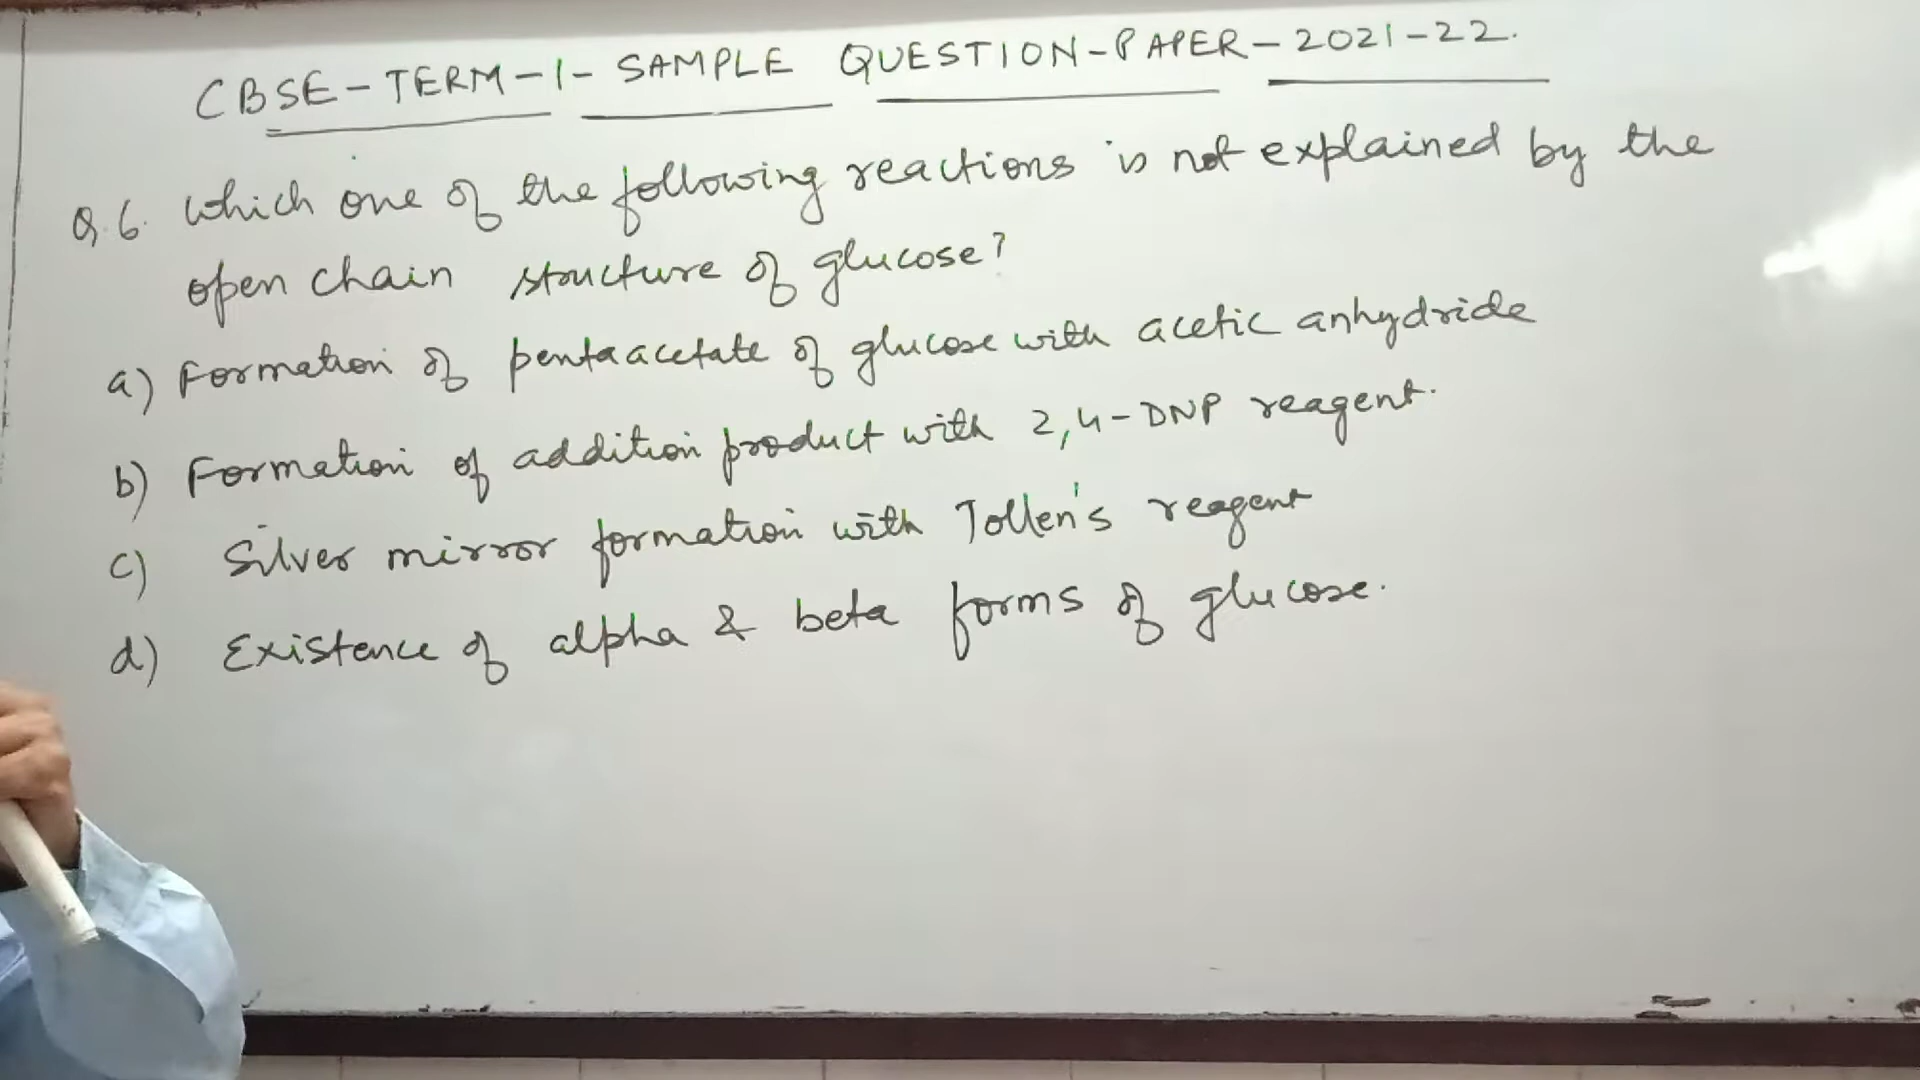 CBSE-TERM-1- SAMPLE QUESTION-PAPER-2021-22.
Q.6. Which one of the following reactions is not explained by the
open chain structure of glucose?
a) Formation of pentaacetate of glucose with acetic anhydride
b) Formation of addition product with 2,4-DNP reagent.
c) Silver mirror formation with Tollen's reagent
d) Existence of alpha & beta forms of glucose.